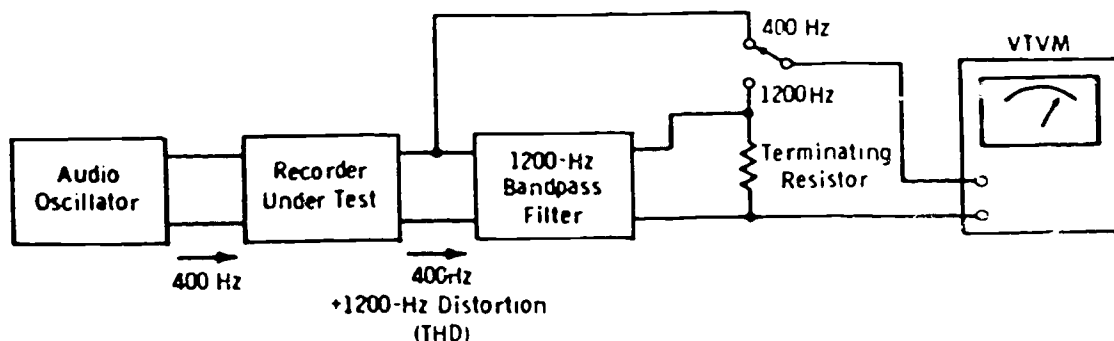 400 Hz
VTVM
1200Hz
Audio
Oscillator
Recorder
Under Test
1200-Hz
Bandpass
Filter
Terminating
Resistor
400 Hz
400Hz
+1200-Hz Distortion
(THD)